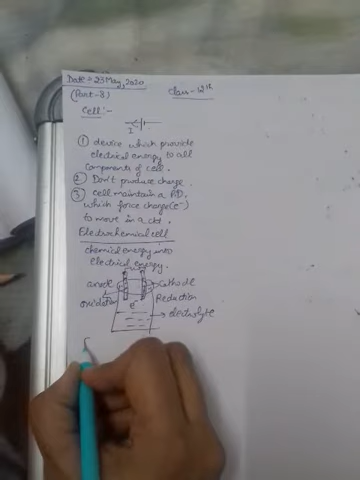 Date = 23 May, 2020
(Part-8)
Class-12th
Cell:-
I
① device which provide
electrical energy to all
components of cell.
② Don't produce charge.
③ Cell maintain a P.D,
which force charge(e⁻)
to move in a ckt.
Electrochemical cell
chemical energy into
electrical energy.
anode
Cathode
oxidation
e⁻
Reduction
electrolyte